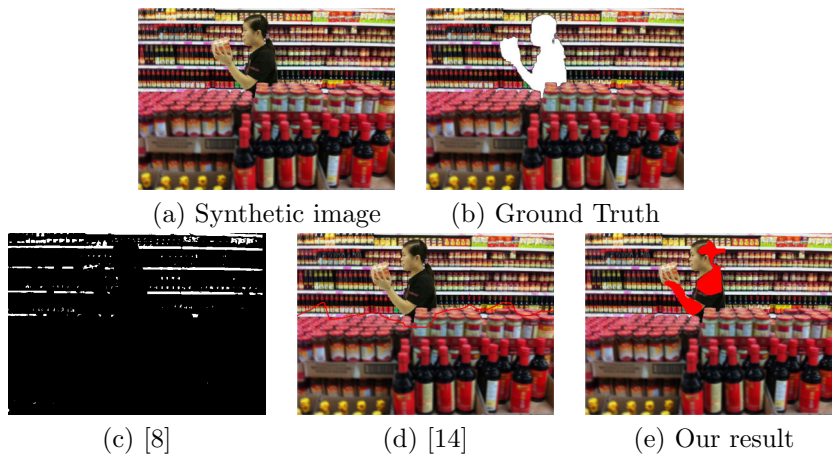 (a) Synthetic image
(b) Ground Truth
(c) [8]
(d) [14]
(e) Our result